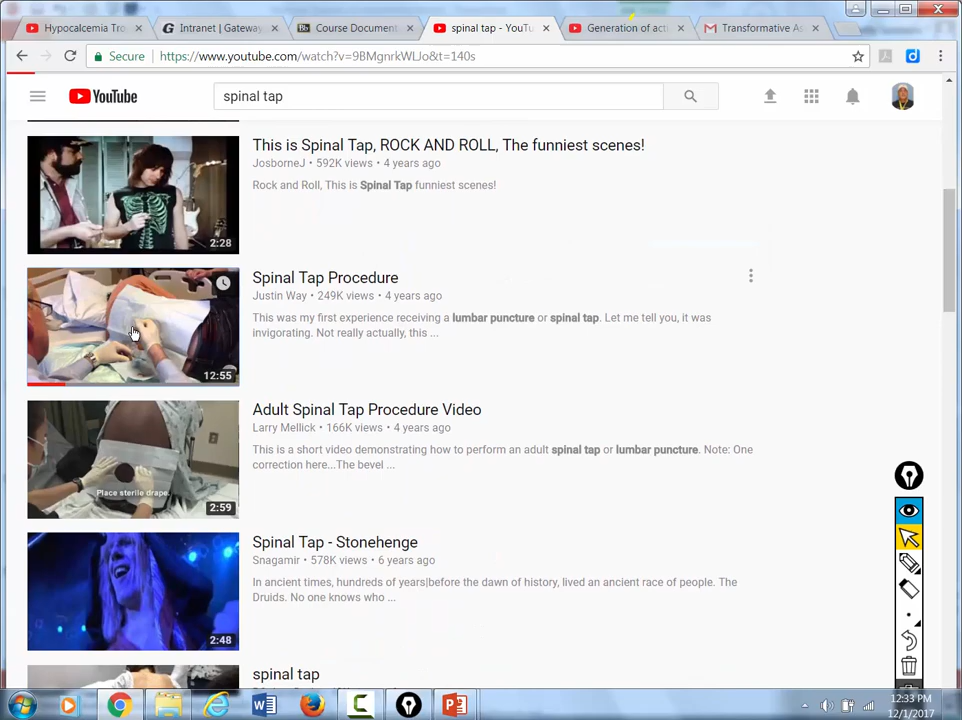 Hypocalcemia Tro
Intranet | Gateway
Course Document
spinal tap - YouTu
Generation of acti
Transformative As
Secure
https://www.youtube.com/watch?v=9BMgnrkWLJo&t=140s
YouTube
spinal tap
This is Spinal Tap, ROCK AND ROLL, The funniest scenes!
JosborneJ • 592K views • 4 years ago
Rock and Roll, This is Spinal Tap funniest scenes!
2:28
Spinal Tap Procedure
Justin Way • 249K views • 4 years ago
This was my first experience receiving a lumbar puncture or spinal tap. Let me tell you, it was
invigorating. Not really actually, this ...
12:55
Adult Spinal Tap Procedure Video
Larry Mellick • 166K views • 4 years ago
This is a short video demonstrating how to perform an adult spinal tap or lumbar puncture. Note: One
correction here...The bevel ...
Place sterile drape.
2:59
Spinal Tap - Stonehenge
Snagamir • 578K views • 6 years ago
In ancient times, hundreds of years|before the dawn of history, lived an ancient race of people. The
Druids. No one knows who ...
2:48
spinal tap
12:33 PM
12/1/2017